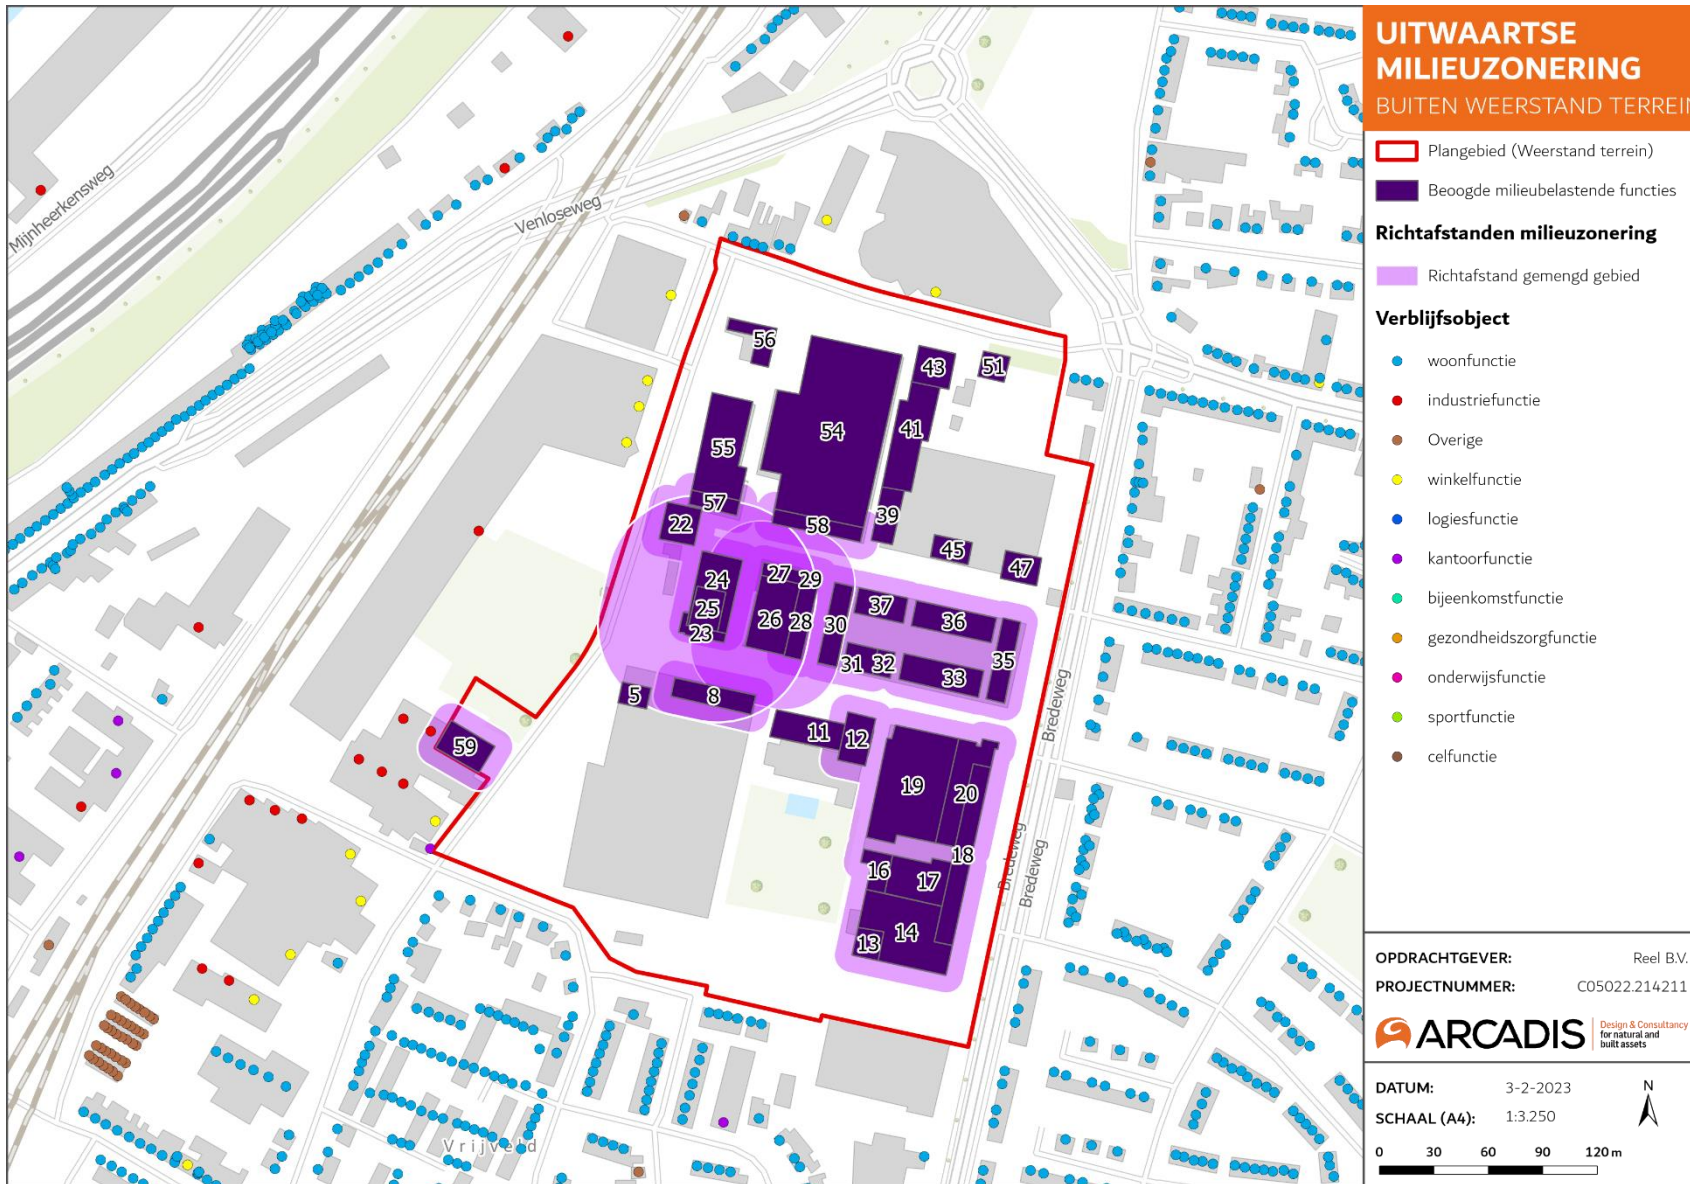 UITWAARTSE
MILIEUZONERING
BUITEN WEERSTAND TERREIN
Plangebied (Weerstand terrein)
Beoogde milieubelastende functies
Richtafstanden milieuzonering
Richtafstand gemengd gebied
Verblijfsobject
woonfunctie
industriefunctie
Overige
winkelfunctie
logiesfunctie
kantoorfunctie
bijeenkomstfunctie
gezondheidszorgfunctie
onderwijsfunctie
sportfunctie
celfunctie
OPDRACHTGEVER: Reel B.V.
PROJECTNUMMER: C05022.214211
ARCADIS
Design & Consultancy
for natural and
built assets
DATUM: 3-2-2023
SCHAAL (A4): 1:3.250
N
0 30 60 90 120 m
Mijnheerkensweg
Venloseweg
56
43
51
54
41
55
57
22
58
39
45
47
24
27
29
25
26
28
23
30
37
36
31
32
33
35
5
8
11
12
59
19
20
18
16
17
14
13
Bredeweg
Bredeweg
Bredeweg
Vrijveld